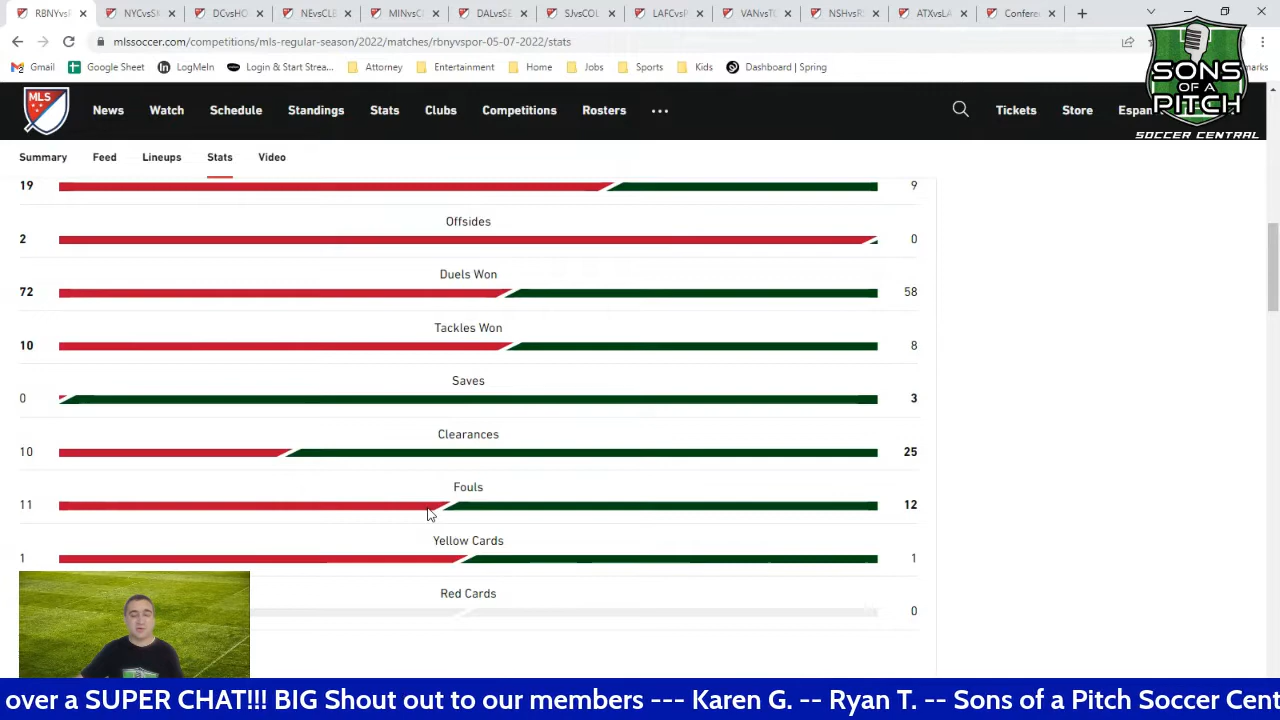 RBNYvsP
NYCvsSK
DCvsHO
NEvsCLE
MINvsC
DALvsSE
SJvsCOL
LAFCvsP
VANvsTC
NSHvsR
ATXvsLA
Confere
mlssoccer.com/competitions/mls-regular-season/2022/matches/rbnyvspor-05-07-2022/stats
Gmail
Google Sheet
LogMeIn
Login & Start Strea...
Attorney
Entertainment
Home
Jobs
Sports
Kids
Dashboard | Spring
SONS
OF A
PITCH
SOCCER CENTRAL
MLS
News
Watch
Schedule
Standings
Stats
Clubs
Competitions
Rosters
Tickets
Store
Summary
Feed
Lineups
Stats
Video
19 9
Offsides
2 0
Duels Won
72 58
Tackles Won
10 8
Saves
0 3
Clearances
10 25
Fouls
11 12
Yellow Cards
1 1
Red Cards
0
over a SUPER CHAT!!! BIG Shout out to our members --- Karen G. -- Ryan T. -- Sons of a Pitch Soccer Cent